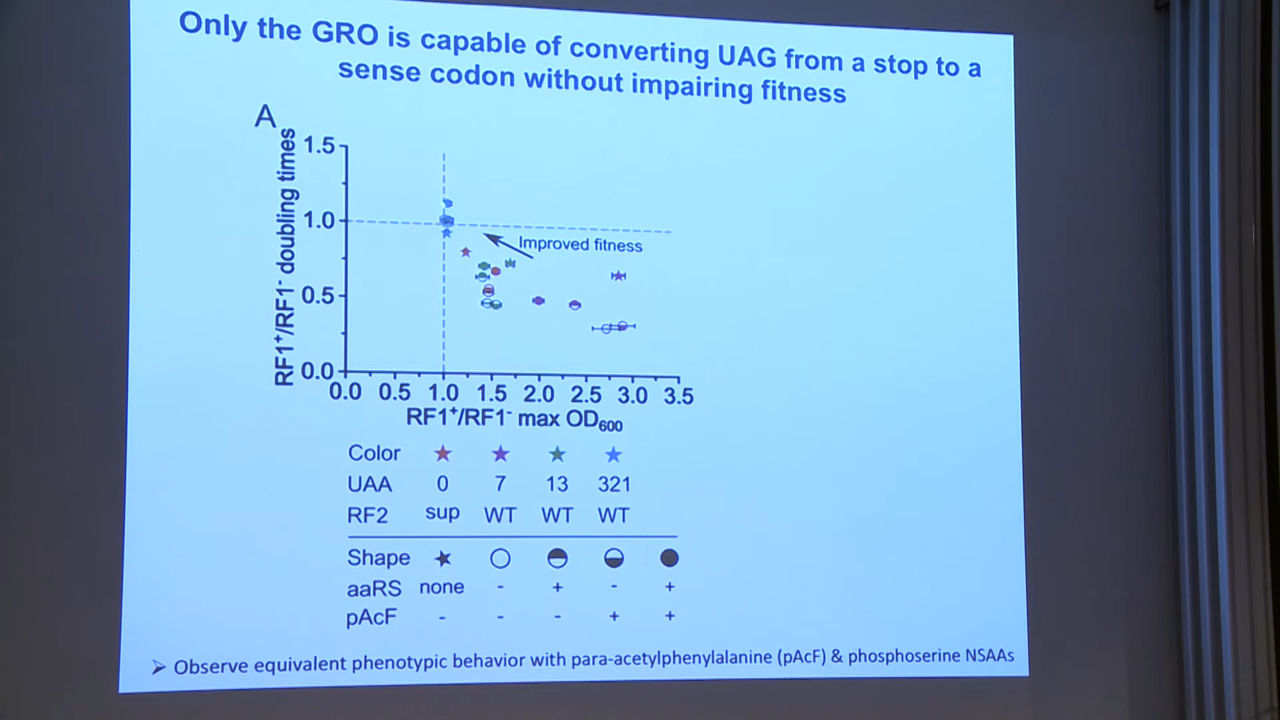 Only the GRO is capable of converting UAG from a stop to a
sense codon without impairing fitness
A
RF1⁺/RF1⁻ doubling times
1.5
1.0
0.5
0.0
Improved fitness
0.0 0.5 1.0 1.5 2.0 2.5 3.0 3.5
RF1⁺/RF1⁻ max OD₆₀₀
Color ★ ★ ★ ★
UAA 0 7 13 321
RF2 sup WT WT WT
Shape
aaRS none - + - +
pAcF - - - + +
➢ Observe equivalent phenotypic behavior with para-acetylphenylalanine (pAcF) & phosphoserine NSAAs